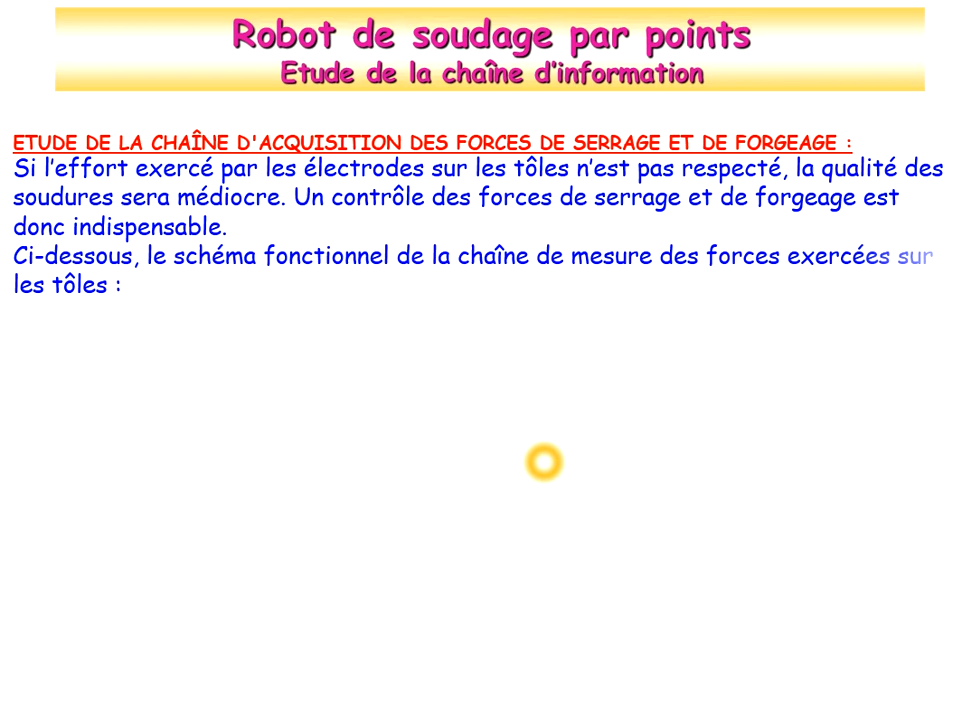 Robot de soudage par points
Etude de la chaîne d’information
ETUDE DE LA CHAÎNE D'ACQUISITION DES FORCES DE SERRAGE ET DE FORGEAGE :
Si l’effort exercé par les électrodes sur les tôles n’est pas respecté, la qualité des
soudures sera médiocre. Un contrôle des forces de serrage et de forgeage est
donc indispensable.
Ci-dessous, le schéma fonctionnel de la chaîne de mesure des forces exercées sur
les tôles :